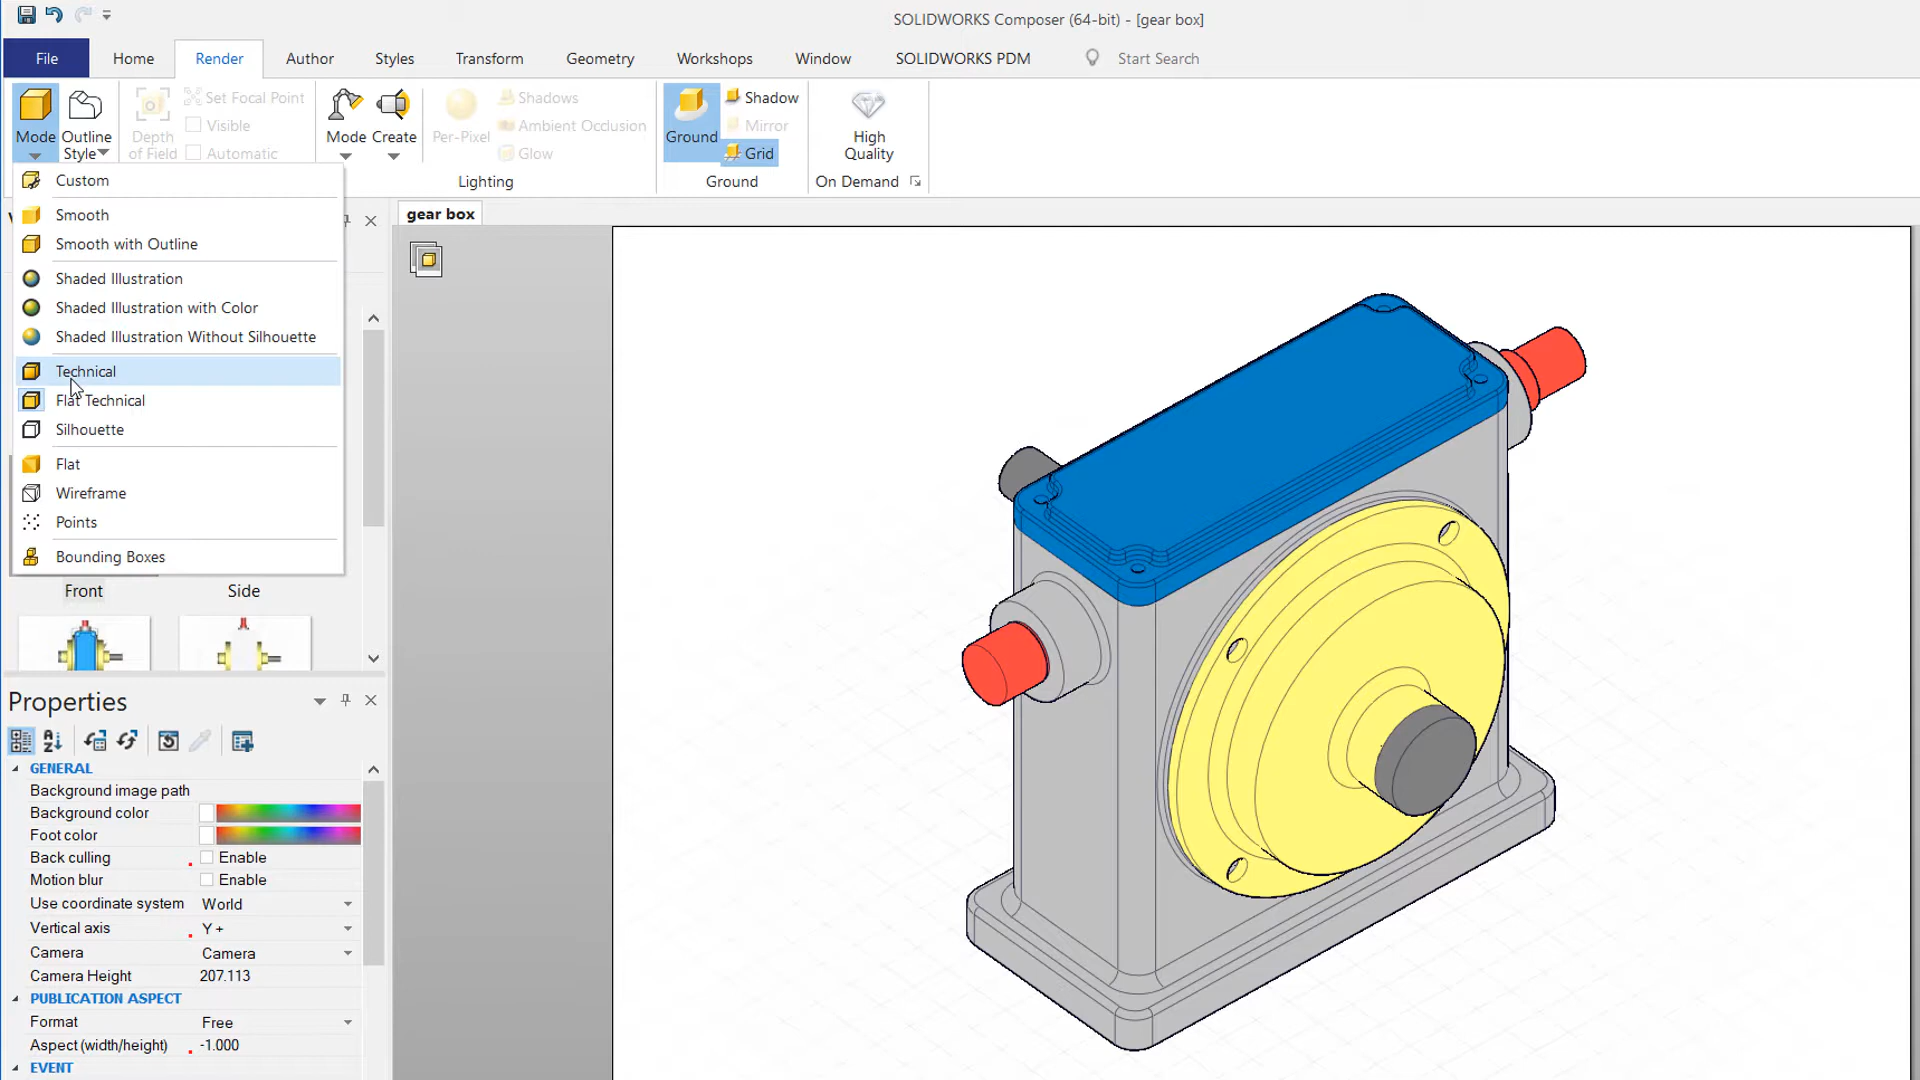 SOLIDWORKS Composer (64-bit) - [gear box]
File Home Render Author Styles Transform Geometry Workshops Window SOLIDWORKS PDM Start Search
Mode
Outline Style
Depth of Field
Set Focal Point
Visible
Automatic
Mode
Create
Per-Pixel
Shadows
Ambient Occlusion
Glow
Lighting
Ground
Shadow
Mirror
Grid
Ground
High Quality
On Demand
Custom
Smooth
Smooth with Outline
Shaded Illustration
Shaded Illustration with Color
Shaded Illustration Without Silhouette
Technical
Flat Technical
Silhouette
Flat
Wireframe
Points
Bounding Boxes
gear box
Front Side
Properties
GENERAL
Background image path
Background color
Foot color
Back culling Enable
Motion blur Enable
Use coordinate system World
Vertical axis Y +
Camera Camera
Camera Height 207.113
PUBLICATION ASPECT
Format Free
Aspect (width/height) -1.000
EVENT